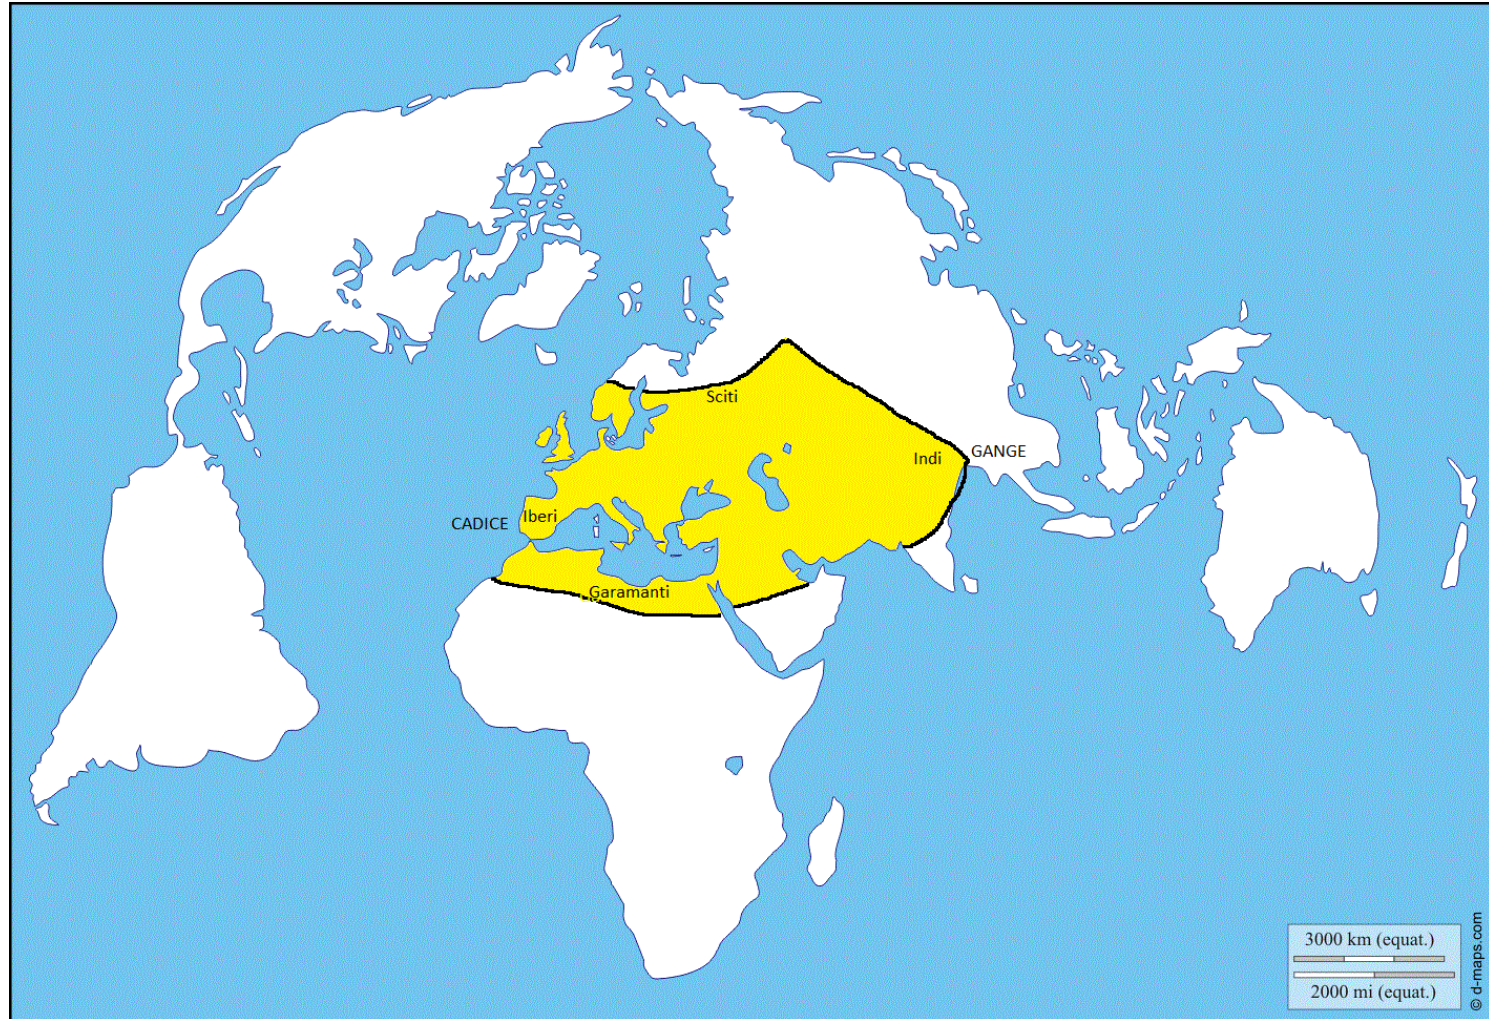 Sciti
GANGE
Indi
CADICE
Iberi
Garamanti
3000 km (equat.)
2000 mi (equat.)
© d-maps.com